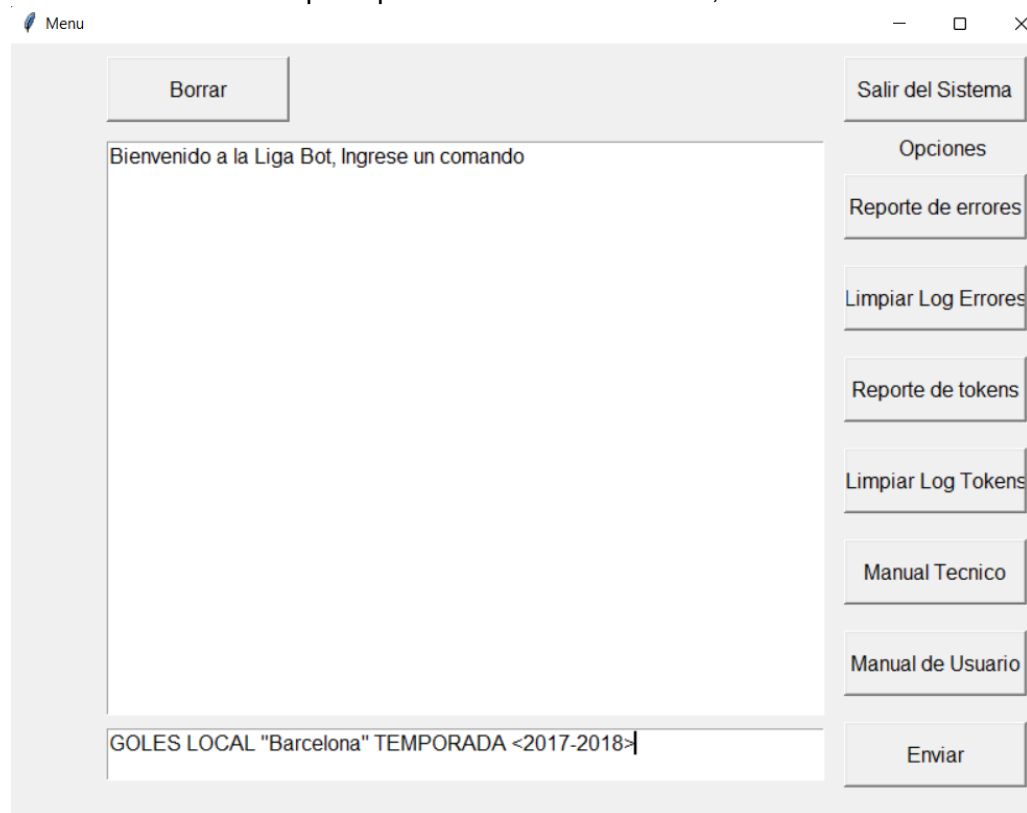 Menu
Borrar
Salir del Sistema
Bienvenido a la Liga Bot, Ingrese un comando
Opciones
Reporte de errores
Limpiar Log Errores
Reporte de tokens
Limpiar Log Tokens
Manual Tecnico
Manual de Usuario
GOLES LOCAL "Barcelona" TEMPORADA <2017-2018>
Enviar